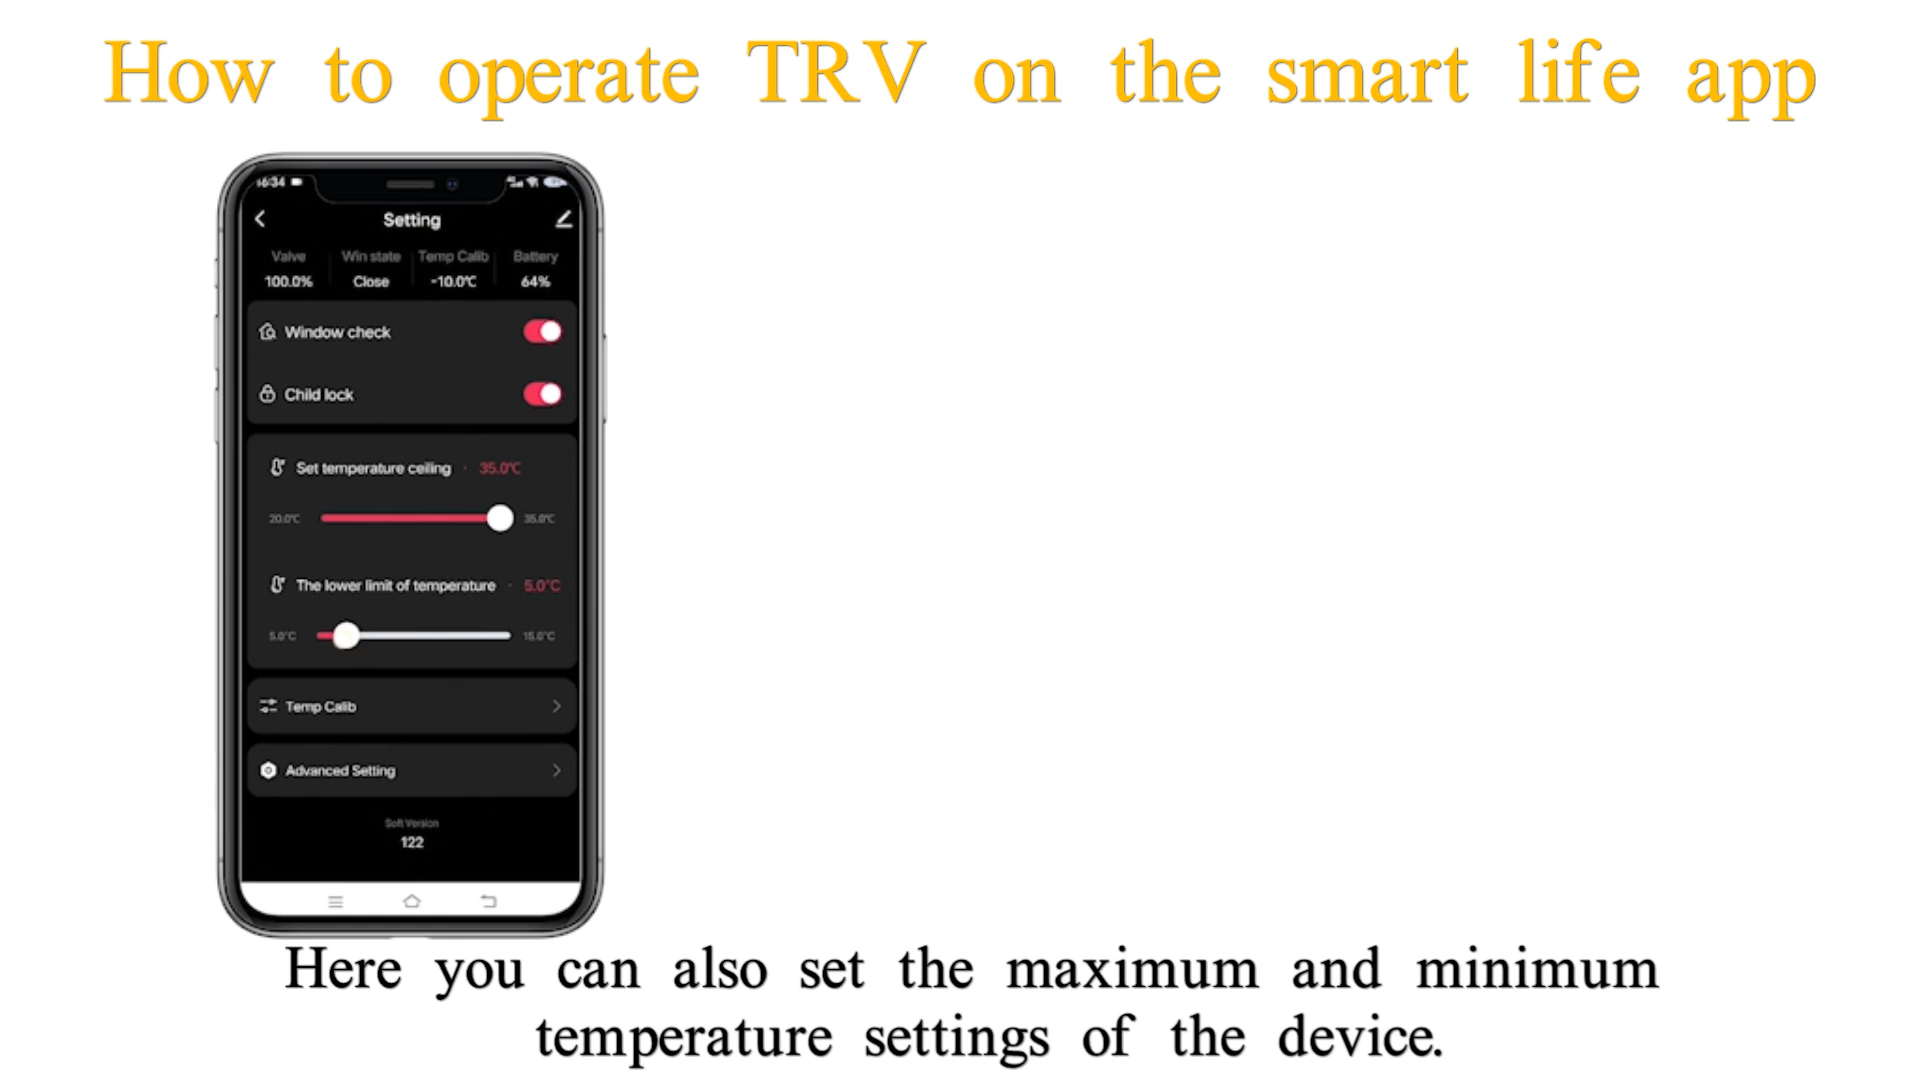 How to operate TRV on the smart life app
16:34
Setting
Valve Win state Temp Calib Battery
100.0% Close -10.0℃ 64%
Window check
Child lock
Set temperature ceiling · 35.0℃
20.0℃ 35.0℃
The lower limit of temperature · 5.0℃
5.0℃ 15.0℃
Temp Calib
Advanced Setting
Soft Version
122
Here you can also set the maximum and minimum
temperature settings of the device.